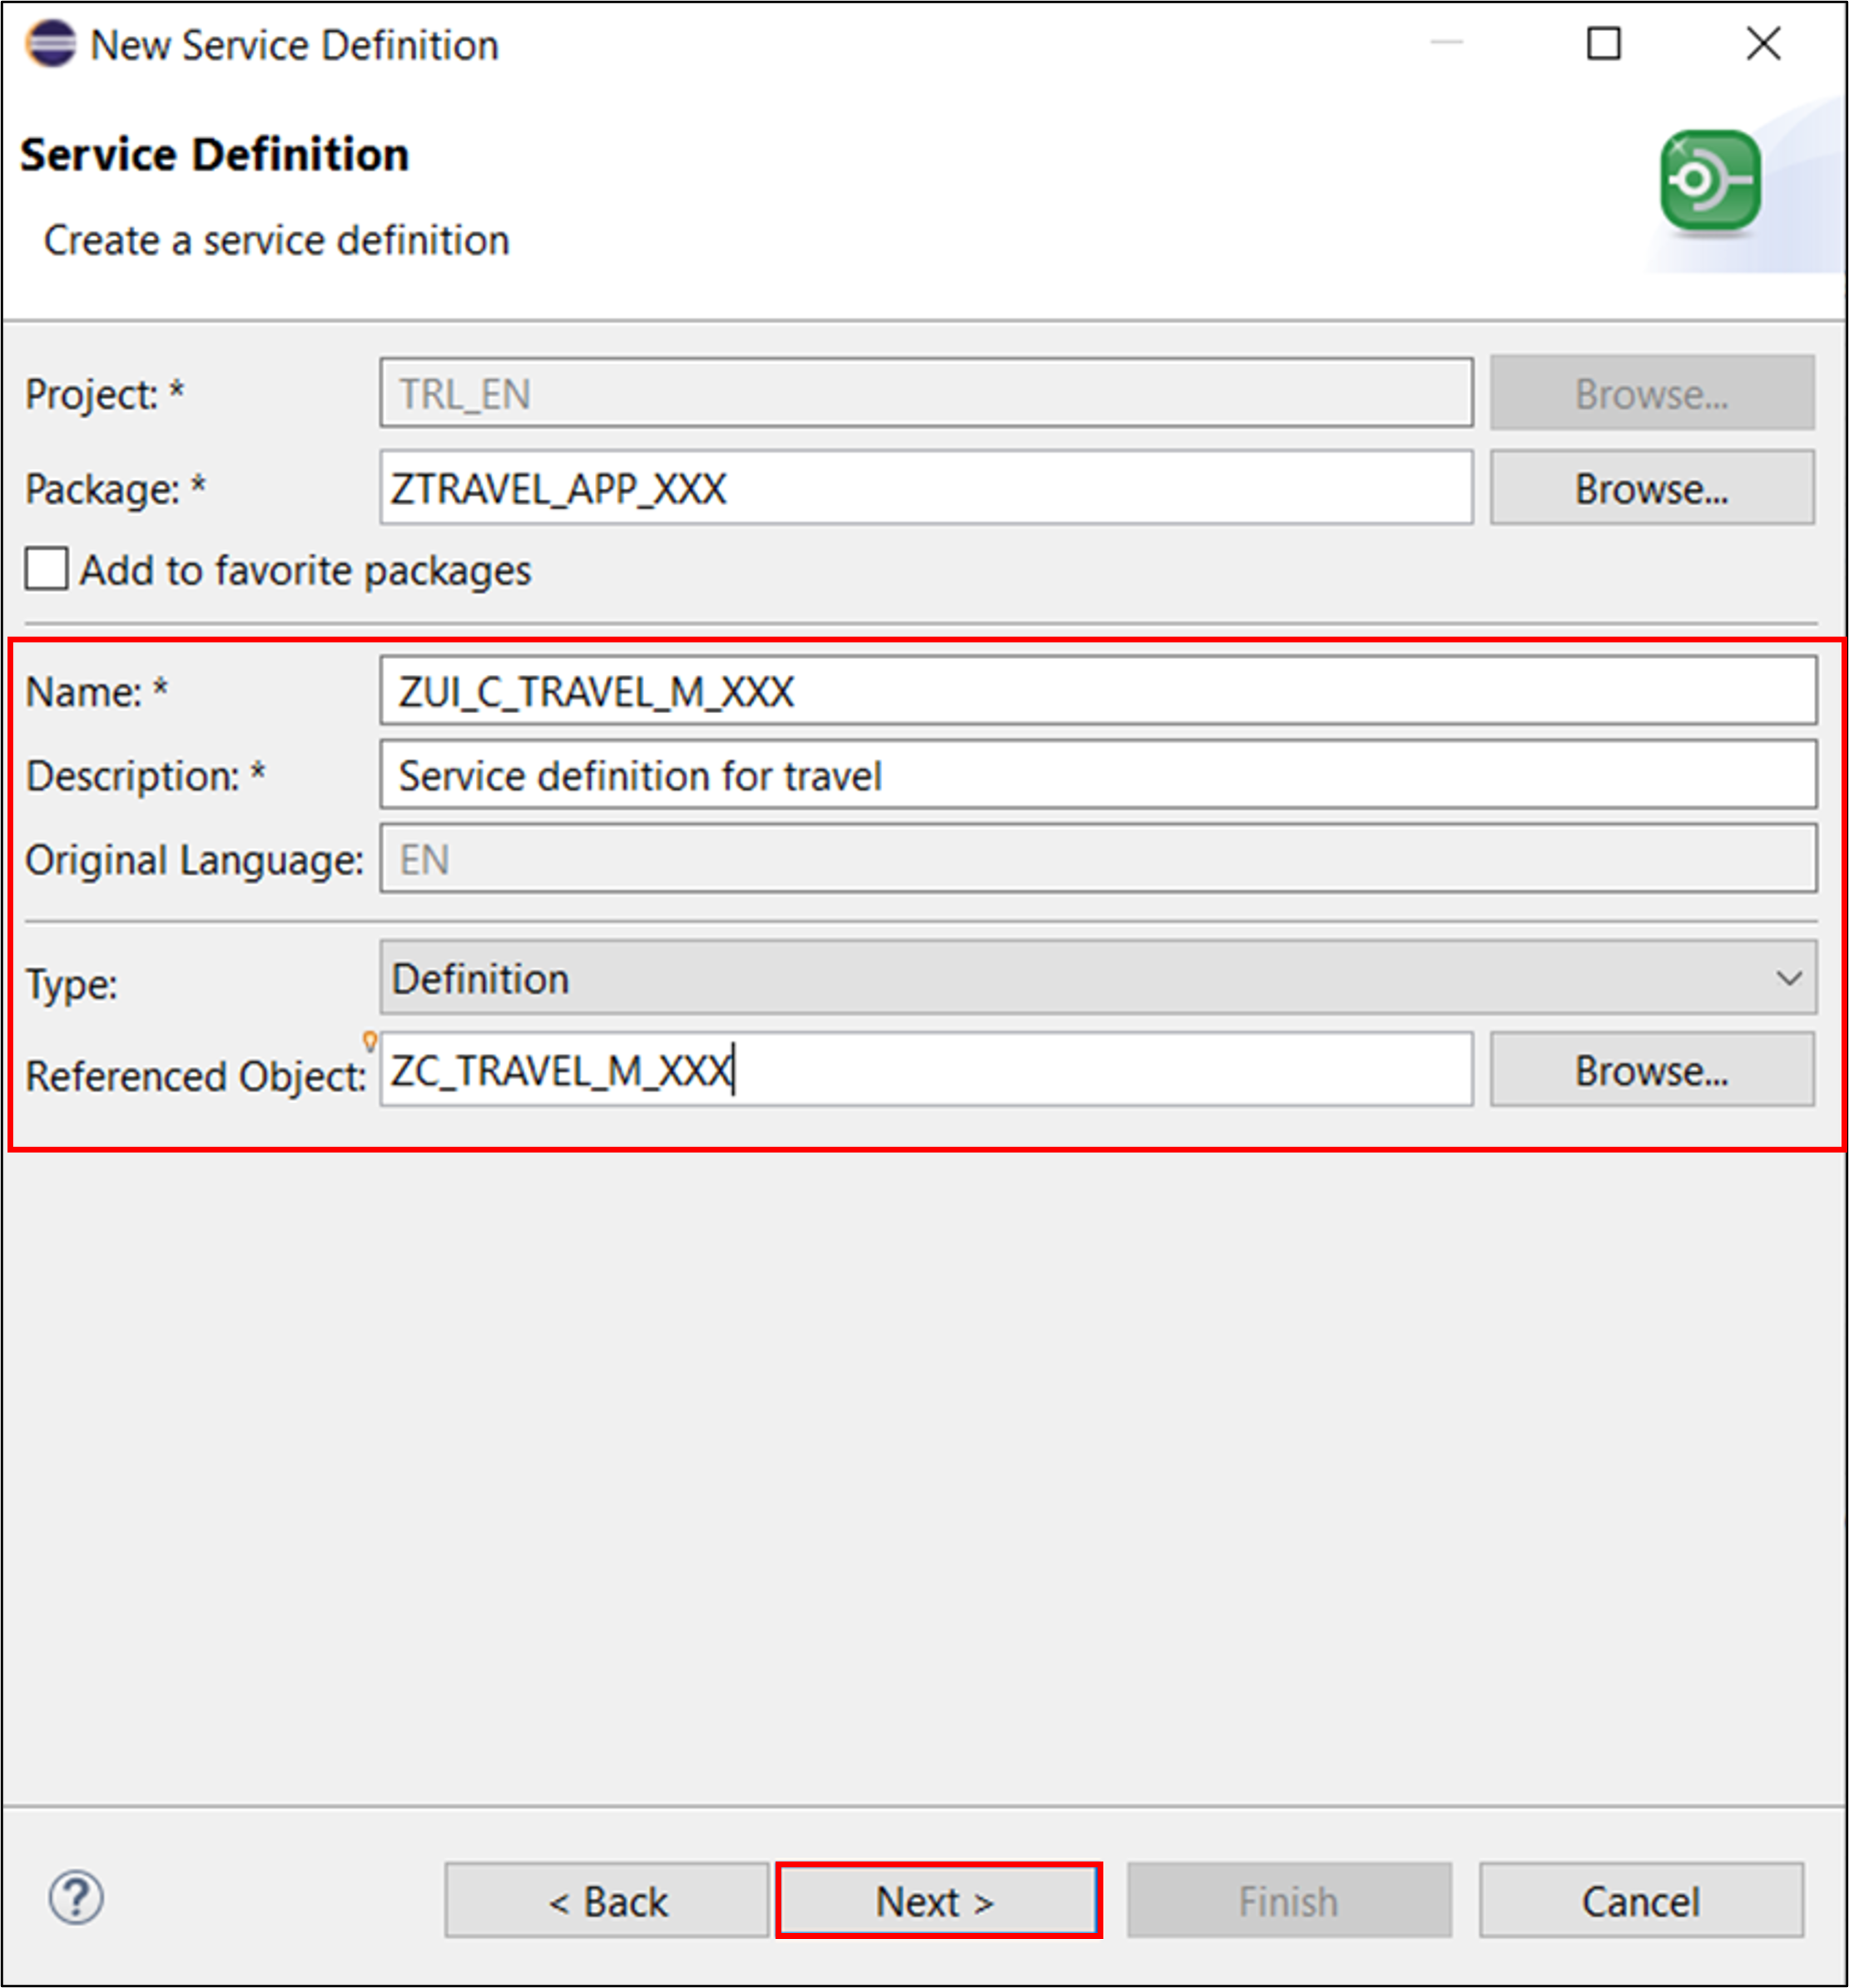 New Service Definition
Service Definition
Create a service definition
Project: * TRL_EN Browse...
Package: * ZTRAVEL_APP_XXX Browse...
Add to favorite packages
Name: * ZUI_C_TRAVEL_M_XXX
Description: * Service definition for travel
Original Language: EN
Type: Definition
Referenced Object: ZC_TRAVEL_M_XXX Browse...
? < Back Next > Finish Cancel